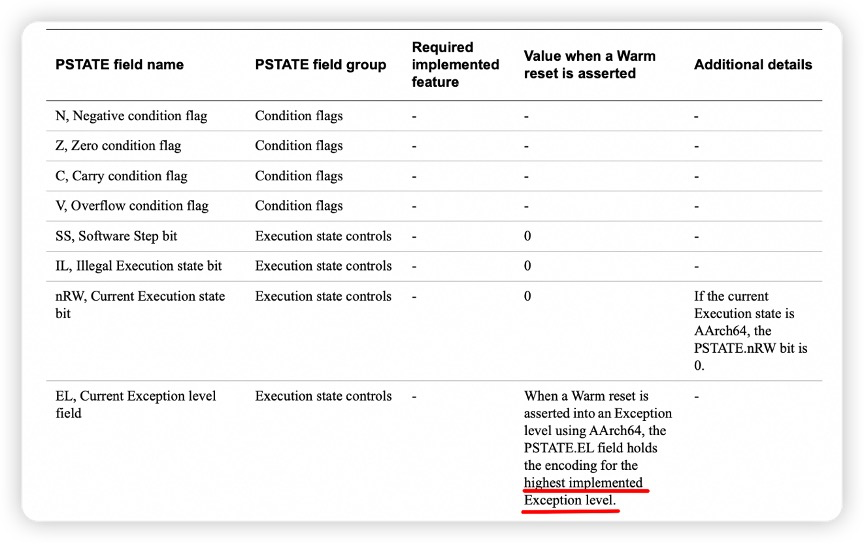 PSTATE field name PSTATE field group Required implemented feature Value when a Warm reset is asserted Additional details
N, Negative condition flag Condition flags - - -
Z, Zero condition flag Condition flags - - -
C, Carry condition flag Condition flags - - -
V, Overflow condition flag Condition flags - - -
SS, Software Step bit Execution state controls - 0 -
IL, Illegal Execution state bit Execution state controls - 0 -
nRW, Current Execution state bit Execution state controls - 0 If the current Execution state is AArch64, the PSTATE.nRW bit is 0.
EL, Current Exception level field Execution state controls - When a Warm reset is asserted into an Exception level using AArch64, the PSTATE.EL field holds the encoding for the highest implemented Exception level. -